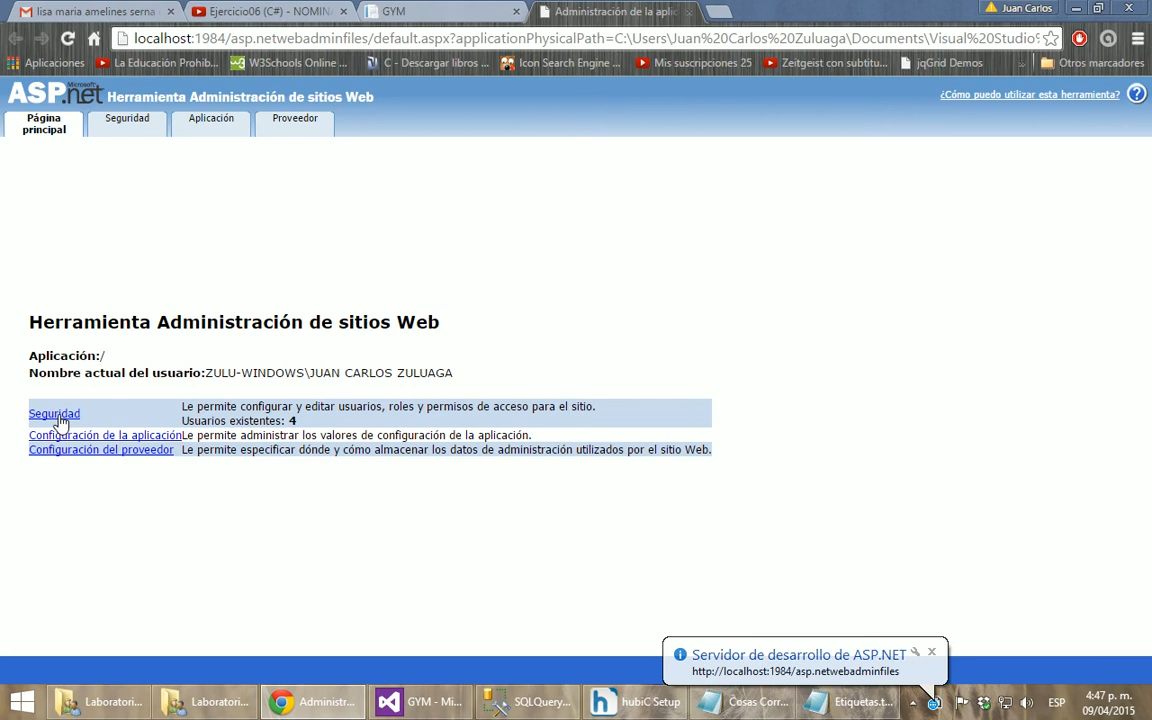 lisa maria amelines serna
Ejercicio06 (C#) - NOMIN
GYM
Administración de la aplic
Juan Carlos
localhost:1984/asp.netwebadminfiles/default.aspx?applicationPhysicalPath=C:\Users\Juan%20Carlos%20Zuluaga\Documents\Visual%20Studio%
Aplicaciones
La Educación Prohib...
W3Schools Online ...
C - Descargar libros ...
Icon Search Engine ...
Mis suscripciones 25
Zeitgeist con subtitu...
jqGrid Demos
Otros marcadores
Microsoft
ASP.net Herramienta Administración de sitios Web
¿Cómo puedo utilizar esta herramienta?
Página principal
Seguridad
Aplicación
Proveedor
Herramienta Administración de sitios Web
Aplicación:/
Nombre actual del usuario:ZULU-WINDOWS\JUAN CARLOS ZULUAGA
Seguridad
Le permite configurar y editar usuarios, roles y permisos de acceso para el sitio.
Usuarios existentes: 4
Configuración de la aplicación Le permite administrar los valores de configuración de la aplicación.
Configuración del proveedor Le permite especificar dónde y cómo almacenar los datos de administración utilizados por el sitio Web.
Servidor de desarrollo de ASP.NET
http://localhost:1984/asp.netwebadminfiles
Laboratori...
Laboratori...
Administr...
GYM - Mi...
SQLQuery...
hubiC Setup
Cosas Corr...
Etiquetas.t...
ESP
4:47 p. m.
09/04/2015